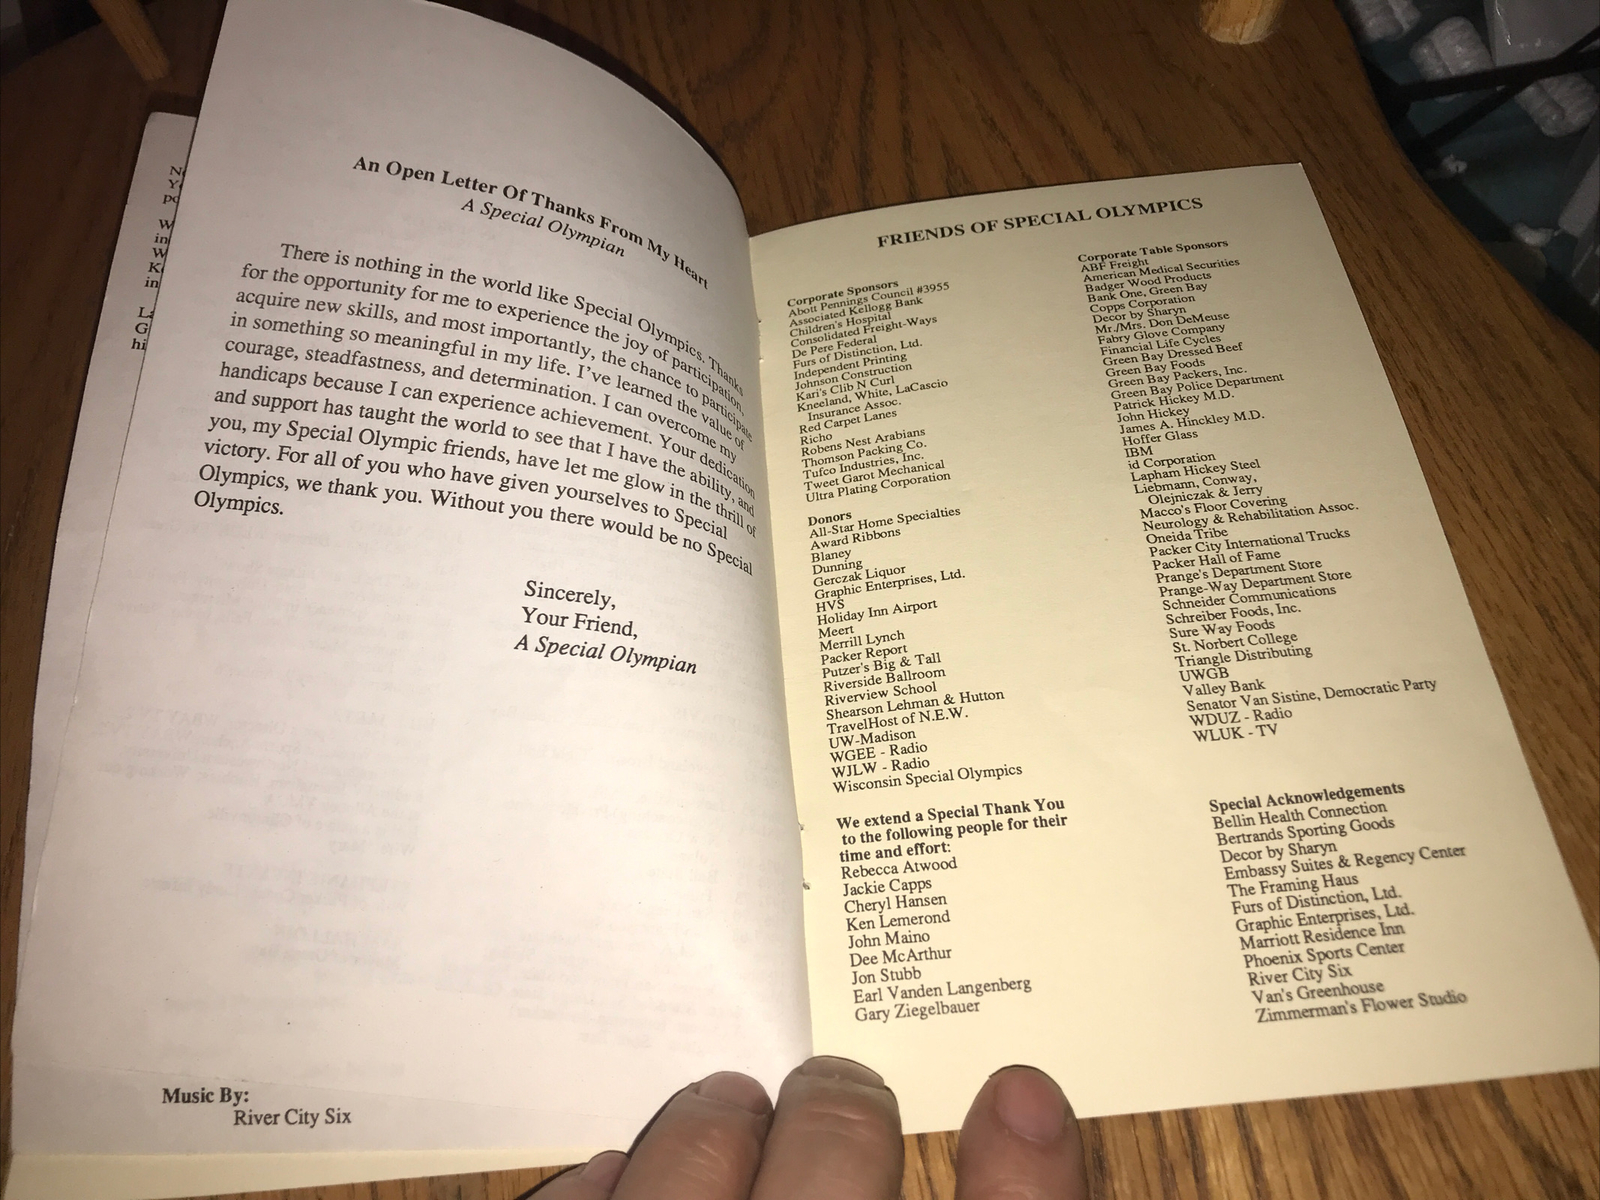 An Open Letter Of Thanks From My Heart
A Special Olympian
There is nothing in the world like Special Olympics. Thanks
for the opportunity for me to experience the joy of participation,
acquire new skills, and most importantly, the chance to participate
in something so meaningful in my life. I've learned the value of
courage, steadfastness, and determination. I can overcome my
handicaps because I can experience achievement. Your dedication
and support has taught the world to see that I have the ability, and
you, my Special Olympic friends, have let me glow in the thrill of
victory. For all of you who have given yourselves to Special
Olympics, we thank you. Without you there would be no Special
Olympics.
Sincerely,
Your Friend,
A Special Olympian
Music By:
River City Six
FRIENDS OF SPECIAL OLYMPICS
Corporate Sponsors
Abott Pennings Council #3955
Associated Kellogg Bank
Children's Hospital
Consolidated Freight-Ways
De Pere Federal
Furs of Distinction, Ltd.
Independent Printing
Johnson Construction
Kari's Clib N Curl
Kneeland, White, LaCascio
Insurance Assoc.
Red Carpet Lanes
Richo
Robens Nest Arabians
Thomson Packing Co.
Tufco Industries, Inc.
Tweet Garot Mechanical
Ultra Plating Corporation
Donors
All-Star Home Specialties
Award Ribbons
Blaney
Dunning
Gerczak Liquor
Graphic Enterprises, Ltd.
HVS
Holiday Inn Airport
Meert
Merrill Lynch
Packer Report
Putzer's Big & Tall
Riverside Ballroom
Riverview School
Shearson Lehman & Hutton
TravelHost of N.E.W.
UW-Madison
WGEE - Radio
WJLW - Radio
Wisconsin Special Olympics
We extend a Special Thank You
to the following people for their
time and effort:
Rebecca Atwood
Jackie Capps
Cheryl Hansen
Ken Lemerond
John Maino
Dee McArthur
Jon Stubb
Earl Vanden Langenberg
Gary Ziegelbauer
Corporate Table Sponsors
ABF Freight
American Medical Securities
Badger Wood Products
Bank One, Green Bay
Copps Corporation
Decor by Sharyn
Mr./Mrs. Don DeMeuse
Fabry Glove Company
Financial Life Cycles
Green Bay Dressed Beef
Green Bay Foods
Green Bay Packers, Inc.
Green Bay Police Department
Patrick Hickey M.D.
John Hickey
James A. Hinckley M.D.
Hoffer Glass
IBM
id Corporation
Lapham Hickey Steel
Liebmann, Conway,
Olejniczak & Jerry
Macco's Floor Covering
Neurology & Rehabilitation Assoc.
Oneida Tribe
Packer City International Trucks
Packer Hall of Fame
Prange's Department Store
Prange-Way Department Store
Schneider Communications
Schreiber Foods, Inc.
Sure Way Foods
St. Norbert College
Triangle Distributing
UWGB
Valley Bank
Senator Van Sistine, Democratic Party
WDUZ - Radio
WLUK - TV
Special Acknowledgements
Bellin Health Connection
Bertrands Sporting Goods
Decor by Sharyn
Embassy Suites & Regency Center
The Framing Haus
Furs of Distinction, Ltd.
Graphic Enterprises, Ltd.
Marriott Residence Inn
Phoenix Sports Center
River City Six
Van's Greenhouse
Zimmerman's Flower Studio